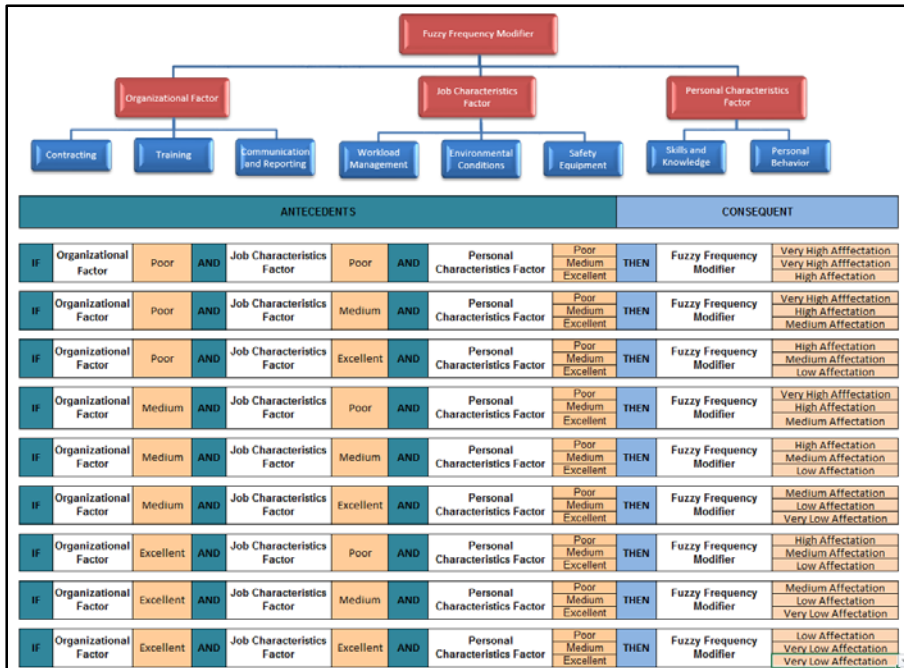 Fuzzy Frequency Modifier
Organizational Factor
Job Characteristics
Factor
Personal Characteristics
Factor
Contracting
Training
Communication
and Reporting
Workload
Management
Environmental
Conditions
Safety
Equipment
Skills and
Knowledge
Personal
Behavior
ANTECEDENTS CONSEQUENT
IF Organizational Factor Poor AND Job Characteristics Factor Poor AND Personal Characteristics Factor Poor THEN Fuzzy Frequency Modifier Very High Afffectation
Medium Very High Afffectation
Excellent High Affectation
IF Organizational Factor Poor AND Job Characteristics Factor Medium AND Personal Characteristics Factor Poor THEN Fuzzy Frequency Modifier Very High Afffectation
Medium High Affectation
Excellent Medium Affectation
IF Organizational Factor Poor AND Job Characteristics Factor Excellent AND Personal Characteristics Factor Poor THEN Fuzzy Frequency Modifier High Affectation
Medium Medium Affectation
Excellent Low Affectation
IF Organizational Factor Medium AND Job Characteristics Factor Poor AND Personal Characteristics Factor Poor THEN Fuzzy Frequency Modifier Very High Afffectation
Medium High Affectation
Excellent Medium Affectation
IF Organizational Factor Medium AND Job Characteristics Factor Medium AND Personal Characteristics Factor Poor THEN Fuzzy Frequency Modifier High Affectation
Medium Medium Affectation
Excellent Low Affectation
IF Organizational Factor Medium AND Job Characteristics Factor Excellent AND Personal Characteristics Factor Poor THEN Fuzzy Frequency Modifier Medium Affectation
Medium Low Affectation
Excellent Very Low Affectation
IF Organizational Factor Excellent AND Job Characteristics Factor Poor AND Personal Characteristics Factor Poor THEN Fuzzy Frequency Modifier High Affectation
Medium Medium Affectation
Excellent Low Affectation
IF Organizational Factor Excellent AND Job Characteristics Factor Medium AND Personal Characteristics Factor Poor THEN Fuzzy Frequency Modifier Medium Affectation
Medium Low Affectation
Excellent Very Low Affectation
IF Organizational Factor Excellent AND Job Characteristics Factor Excellent AND Personal Characteristics Factor Poor THEN Fuzzy Frequency Modifier Low Affectation
Medium Very Low Affectation
Excellent Very Low Affectation